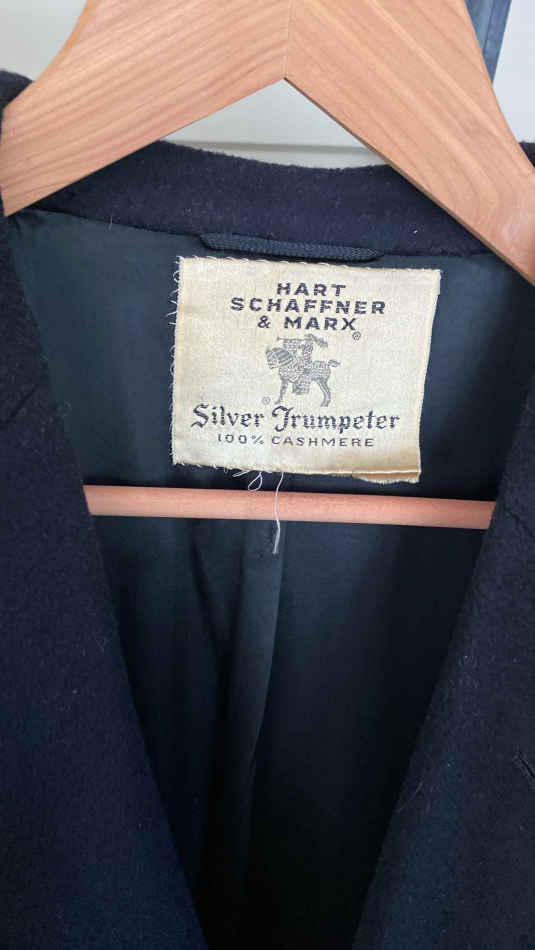 HART
SCHAFFNER
& MARX®
®
Silver Trumpeter
100% CASHMERE